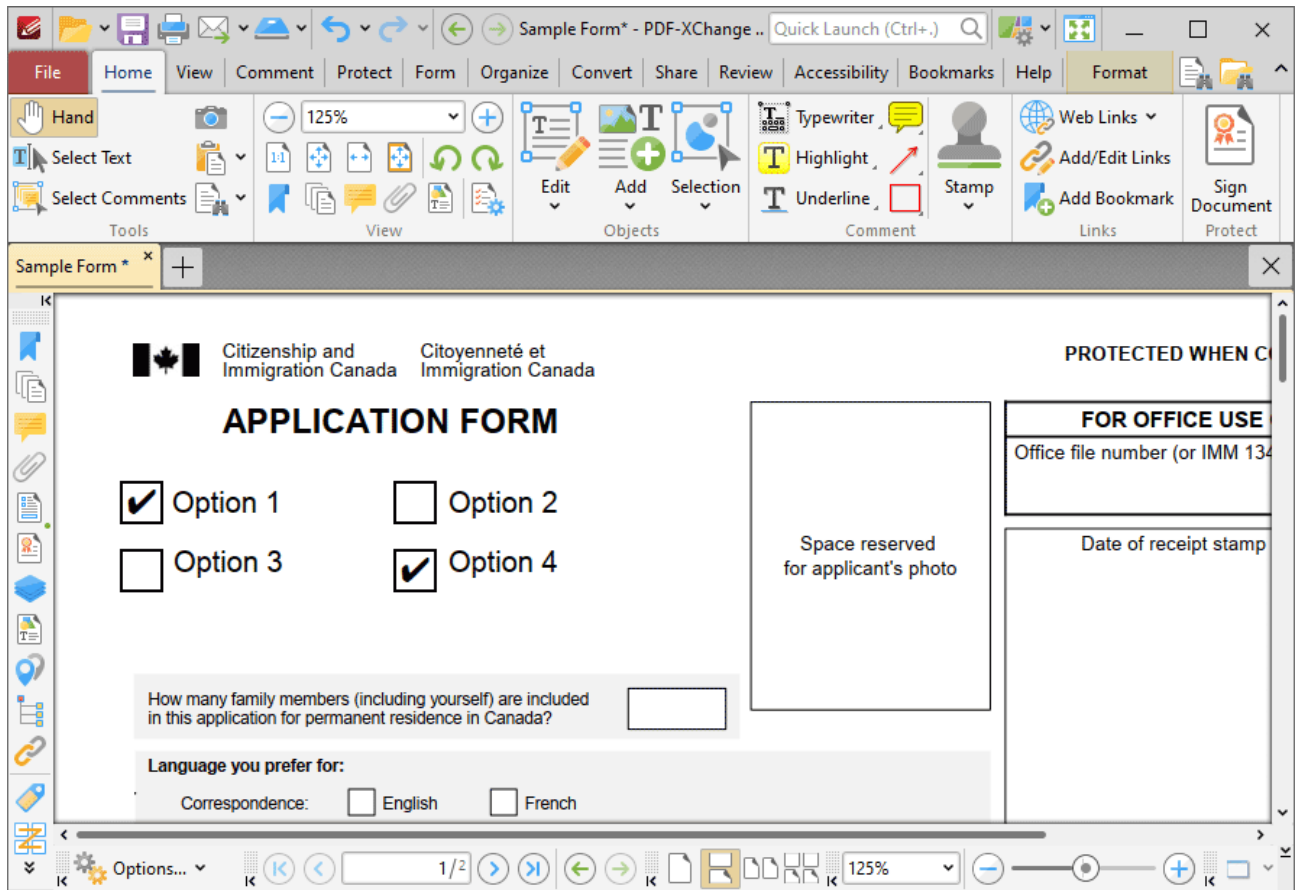 Sample Form* - PDF-XChange ..
Quick Launch (Ctrl+.)
File Home View Comment Protect Form Organize Convert Share Review Accessibility Bookmarks Help Format
Hand
Select Text
Select Comments
Tools
125%
1:1
View
Edit
Add
Selection
Objects
Typewriter
Highlight
Underline
Stamp
Comment
Web Links
Add/Edit Links
Add Bookmark
Links
Sign
Document
Protect
Sample Form *
Citizenship and
Immigration Canada
Citoyenneté et
Immigration Canada
PROTECTED WHEN
APPLICATION FORM
FOR OFFICE USE
Office file number (or IMM 134
Option 1
Option 2
Option 3
Option 4
Space reserved
for applicant's photo
Date of receipt stamp
How many family members (including yourself) are included
in this application for permanent residence in Canada?
Language you prefer for:
Correspondence:
English
French
Options...
1/2
125%